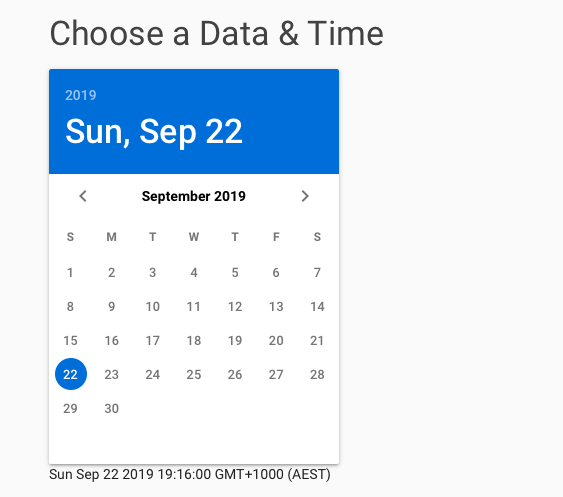 Choose a Data & Time
2019
Sun, Sep 22
September 2019
S M T W T F S
1 2 3 4 5 6 7
8 9 10 11 12 13 14
15 16 17 18 19 20 21
22 23 24 25 26 27 28
29 30
Sun Sep 22 2019 19:16:00 GMT+1000 (AEST)